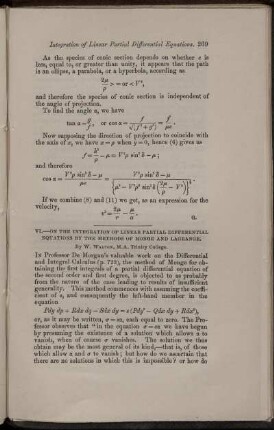 Integration of Linear Partial Differential Equations. 209
As the species of conic section depends on whether e is
less, equal to, or greater than unity, it appears that the path
is an ellipse, a parabola, or a hyperbola, according as
2μ/ρ > = or < V²,
and therefore the species of conic section is independent of
the angle of projection.
To find the angle α, we have
Now supposing the direction of projection to coincide with
the axis of x, we have x = ρ when y = 0, hence (4) gives us
and therefore
If we combine (8) and (11) we get, as an expression for the
velocity,
VI.—ON THE INTEGRATION OF LINEAR PARTIAL DIFFERENTIAL
EQUATIONS BY THE METHODS OF MONGE AND LAGRANGE.
By W. Walton, M.A. Trinity College.
In Professor De Morgan's valuable work on the Differential
and Integral Calculus (p. 719), the method of Monge for ob-
taining the first integrals of a partial differential equation of
the second order and first degree, is objected to as probably
from the nature of the case leading to results of insufficient
generality. This method commences with assuming the coeffi-
cient of s, and consequently the left-hand member in the
equation
or, as it may be written, each equal to zero. The Pro-
fessor observes that "in the equation we have began
by presuming the existence of a solution which allows a to
vanish, when of course vanishes. The solution we thus
obtain may be the most general of its kind,—that is, of those
which allow and to vanish; but how do we ascertain that
there are no solutions in which this is impossible? or how do